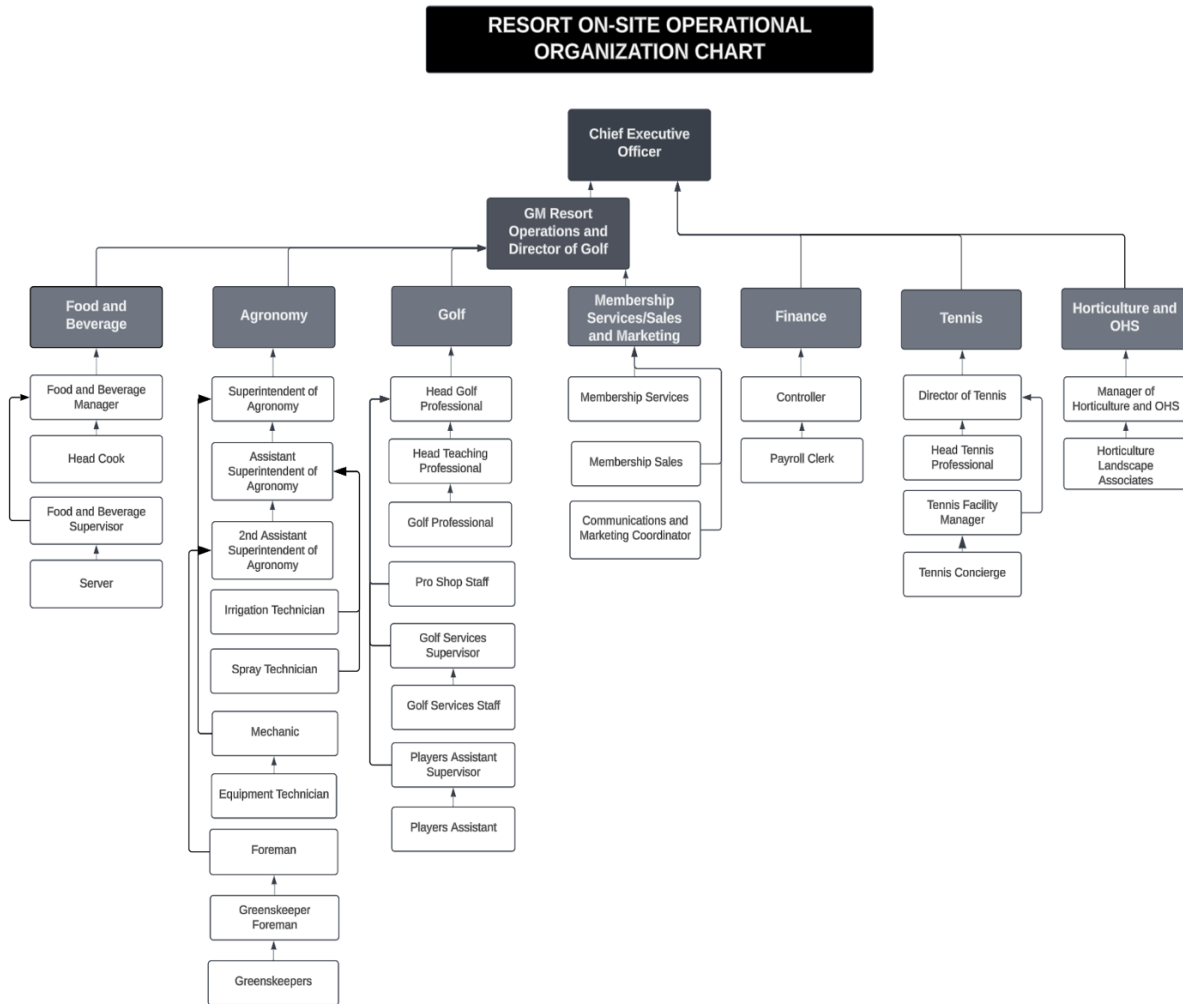 RESORT ON-SITE OPERATIONAL
ORGANIZATION CHART
Chief Executive
Officer
GM Resort
Operations and
Director of Golf
Food and
Beverage
Agronomy
Golf
Membership
Services/Sales
and Marketing
Finance
Tennis
Horticulture and
OHS
Food and Beverage
Manager
Head Cook
Food and Beverage
Supervisor
Server
Superintendent of
Agronomy
Assistant
Superintendent of
Agronomy
2nd Assistant
Superintendent of
Agronomy
Irrigation Technician
Spray Technician
Mechanic
Equipment Technician
Foreman
Greenskeeper
Foreman
Greenskeepers
Head Golf
Professional
Head Teaching
Professional
Golf Professional
Pro Shop Staff
Golf Services
Supervisor
Golf Services Staff
Players Assistant
Supervisor
Players Assistant
Membership Services
Membership Sales
Communications and
Marketing Coordinator
Controller
Payroll Clerk
Director of Tennis
Head Tennis
Professional
Tennis Facility
Manager
Tennis Concierge
Manager of
Horticulture and OHS
Horticulture
Landscape
Associates